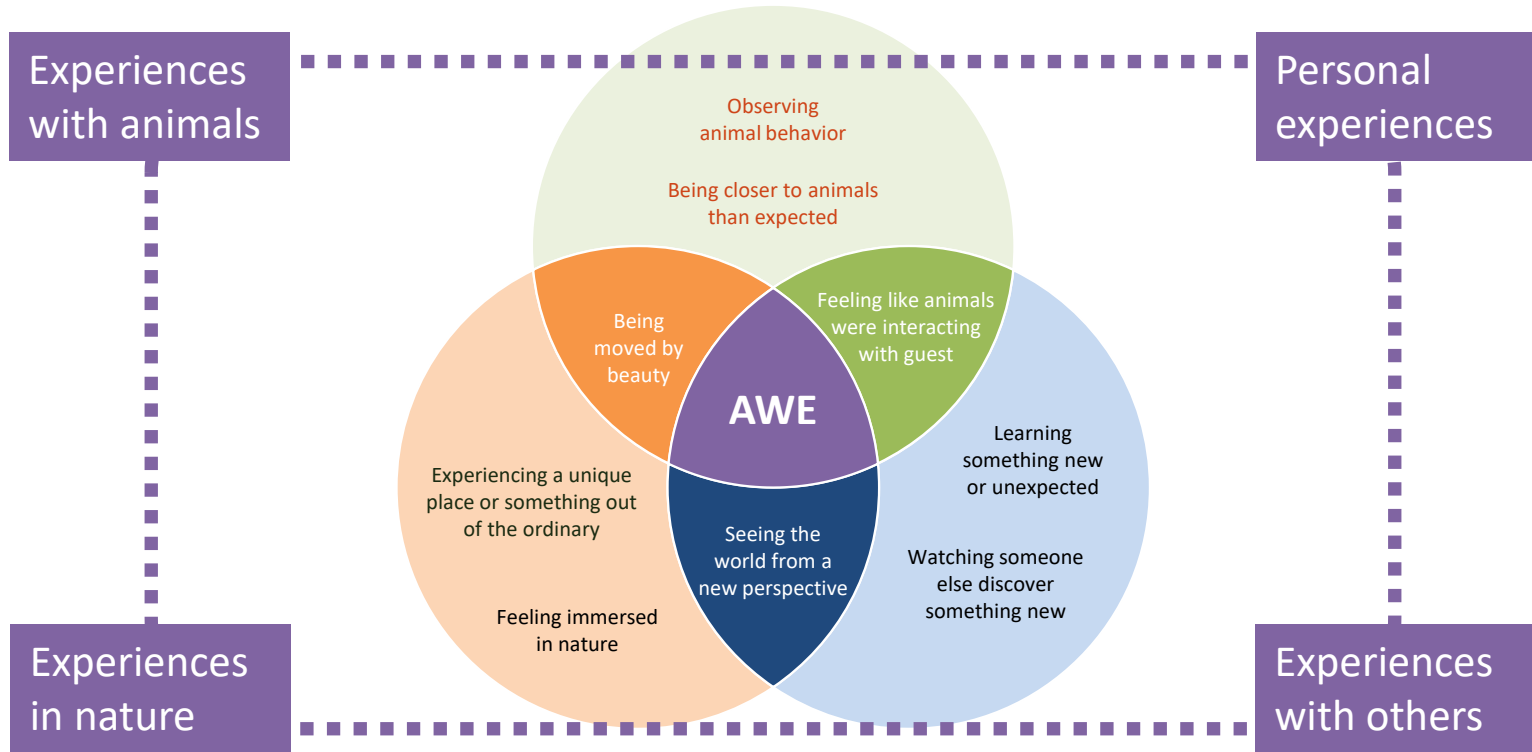 Experiences
with animals
Personal
experiences
Observing
animal behavior
Being closer to animals
than expected
Being
moved by
beauty
Feeling like animals
were interacting
with guest
AWE
Experiencing a unique
place or something out
of the ordinary
Feeling immersed
in nature
Seeing the
world from a
new perspective
Learning
something new
or unexpected
Watching someone
else discover
something new
Experiences
in nature
Experiences
with others